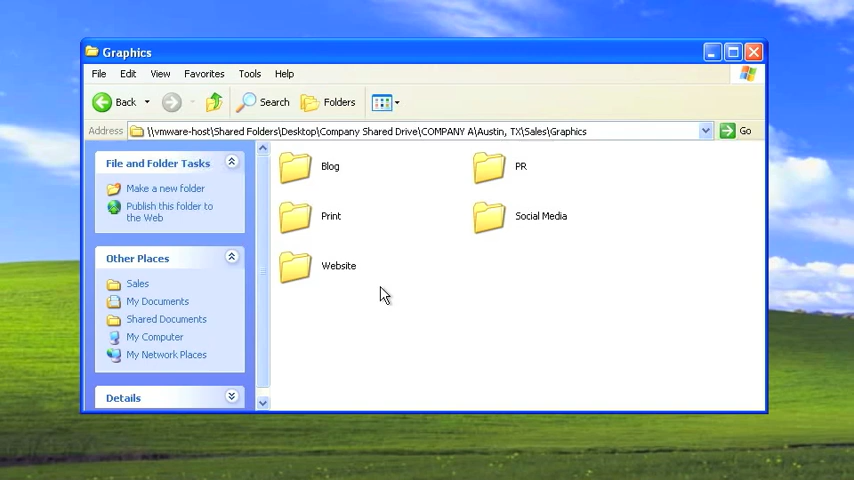 Graphics
File Edit View Favorites Tools Help
Back Search Folders
Address \\vmware-host\Shared Folders\Desktop\Company Shared Drive\COMPANY A\Austin, TX\Sales\Graphics Go
File and Folder Tasks
Make a new folder
Publish this folder to
the Web
Other Places
Sales
My Documents
Shared Documents
My Computer
My Network Places
Details
Blog PR
Print Social Media
Website